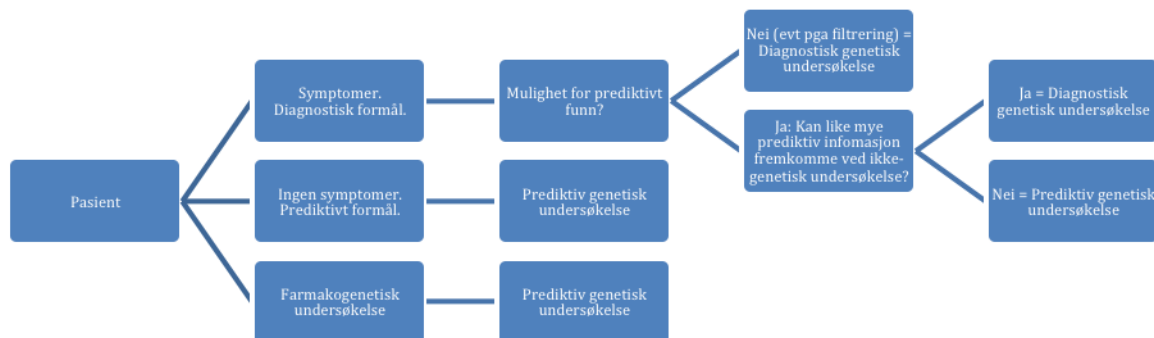 Pasient
Symptomer.
Diagnostisk formål.
Mulighet for prediktivt
funn?
Nei (evt pga filtrering) =
Diagnostisk genetisk
undersøkelse
Ja: Kan like mye
prediktiv infomasjon
fremkomme ved ikke-
genetisk undersøkelse?
Ja = Diagnostisk
genetisk undersøkelse
Nei = Prediktiv genetisk
undersøkelse
Ingen symptomer.
Prediktivt formål.
Prediktiv genetisk
undersøkelse
Farmakogenetisk
undersøkelse
Prediktiv genetisk
undersøkelse